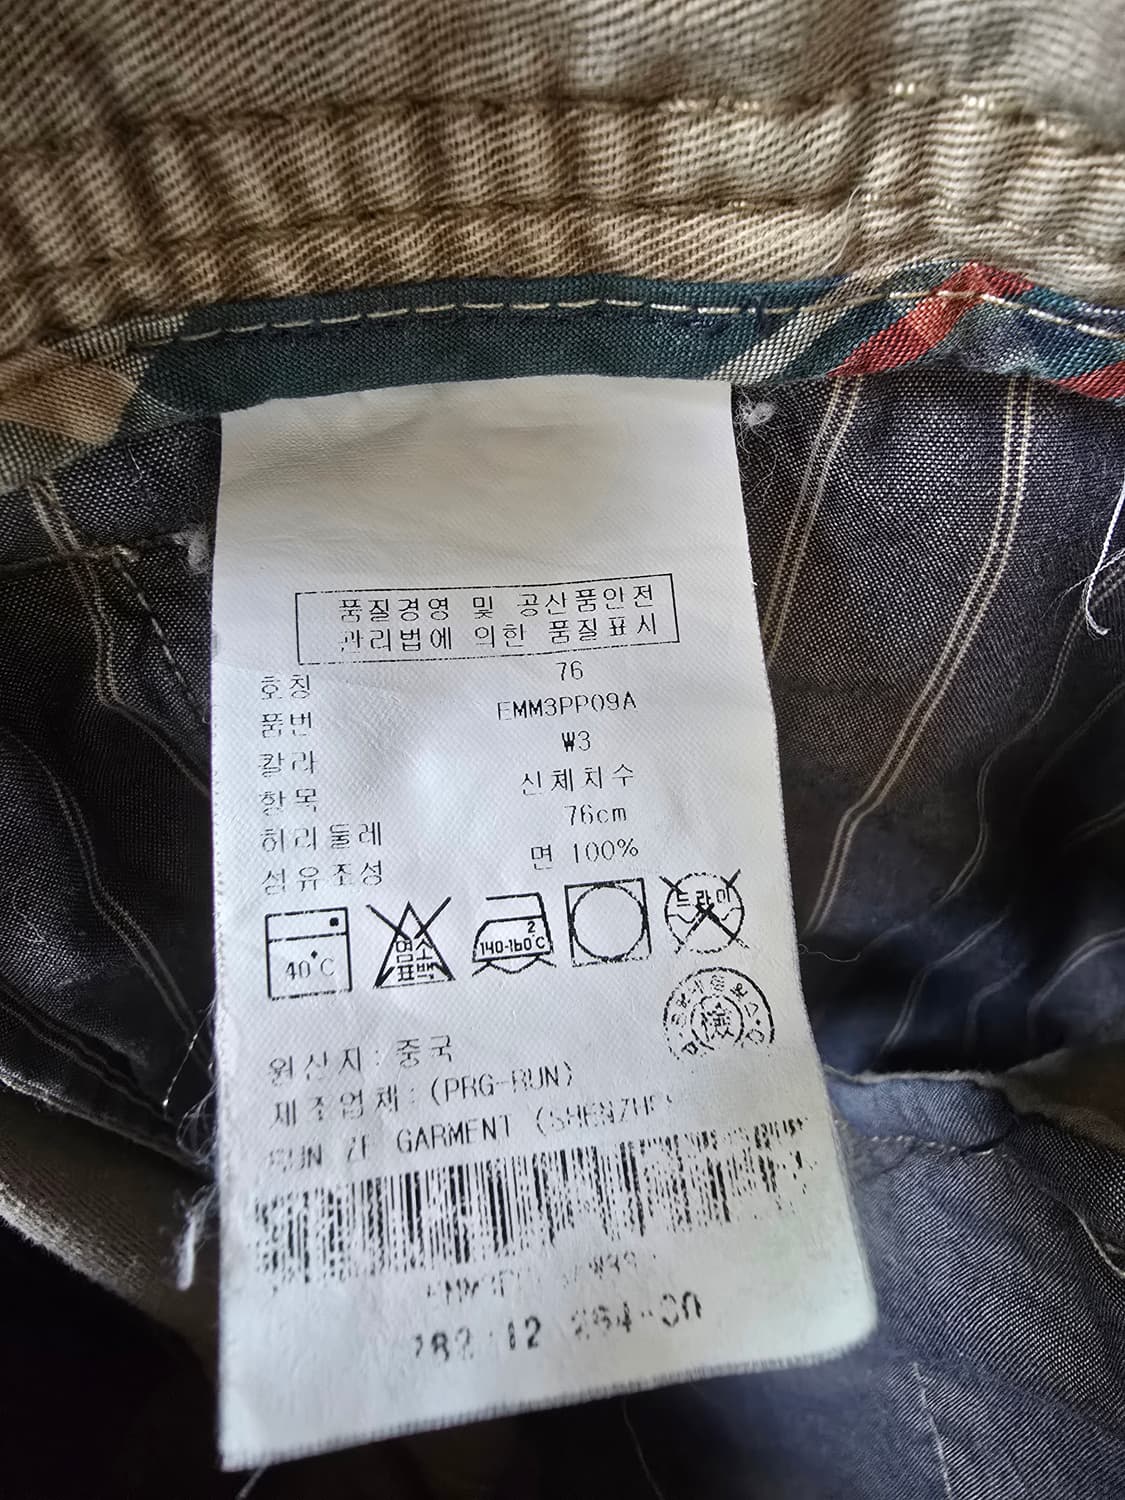 품질경영 및 공산품안전
관리법에 의한 품질표시
호칭 76
품번 EMM3PP09A
칼라 W3
항목 신체치수
허리둘레 76cm
섬유조성 면 100%
40°C 염소표백 2 140-160°C 드라이
원산지 : 중국
제조업체 : (PRG-RUN)
GARMENT